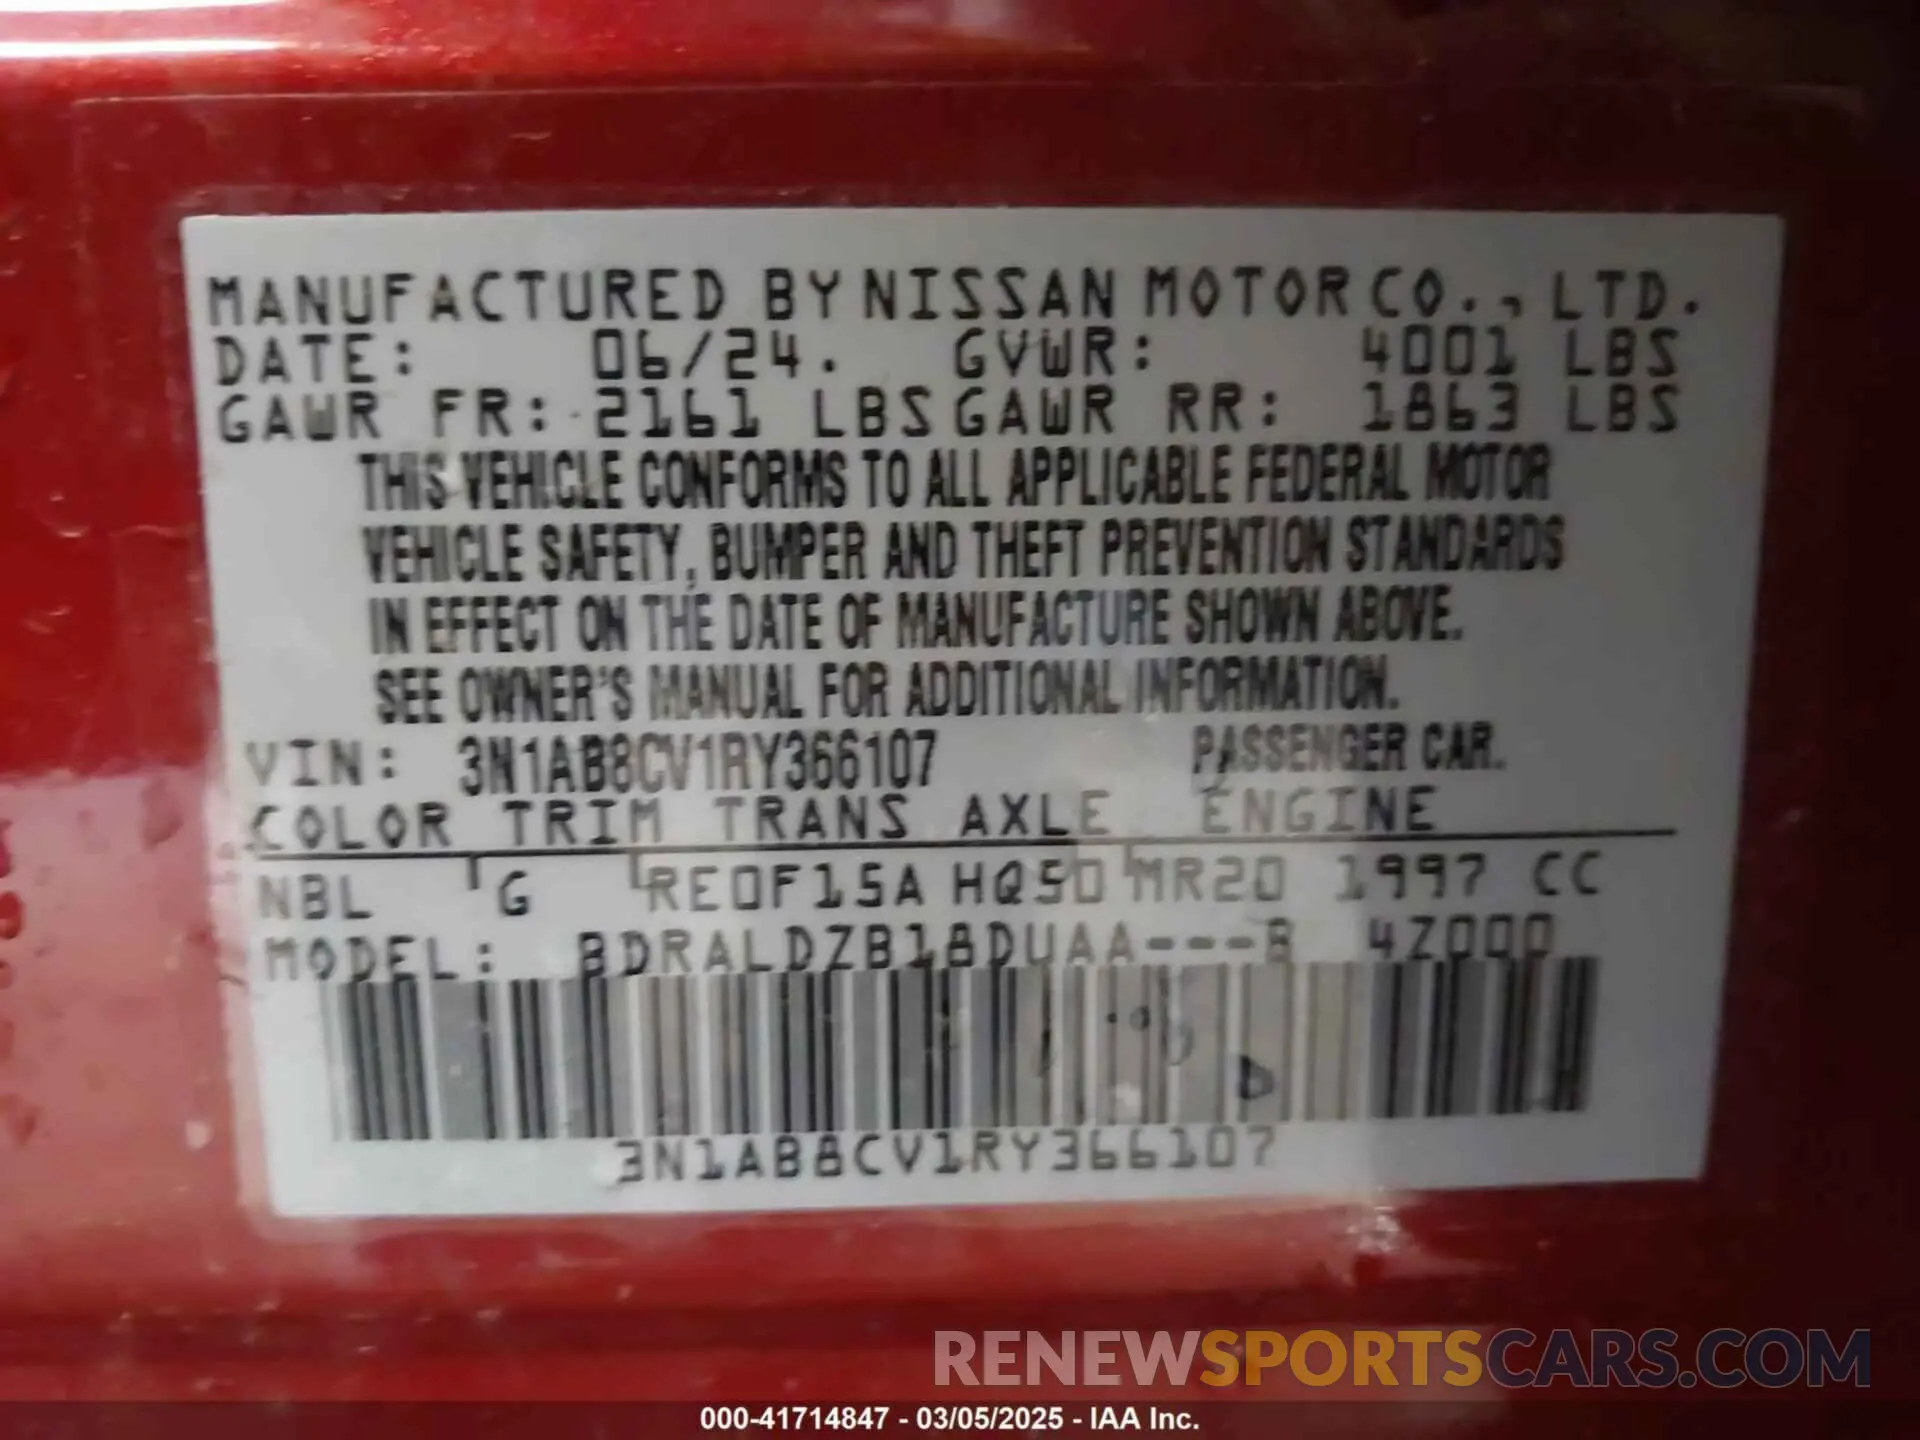 MANUFACTURED BY NISSAN MOTOR CO., LTD.
DATE: 06/24. GVWR: 4001 LBS
GAWR FR: 2161 LBS GAWR RR: 1863 LBS
THIS VEHICLE CONFORMS TO ALL APPLICABLE FEDERAL MOTOR
VEHICLE SAFETY, BUMPER AND THEFT PREVENTION STANDARDS
IN EFFECT ON THE DATE OF MANUFACTURE SHOWN ABOVE.
SEE OWNER'S MANUAL FOR ADDITIONAL INFORMATION.
VIN: 3N1AB8CV1RY366107 PASSENGER CAR.
COLOR TRIM TRANS AXLE ENGINE
NBL G RE0F15A HQ50 MR20 1997 CC
MODEL: BDRALDZB18DUAA---B 4Z000
3N1AB8CV1RY366107
RENEWSPORTSCARS.COM
000-41714847 - 03/05/2025 - IAA Inc.